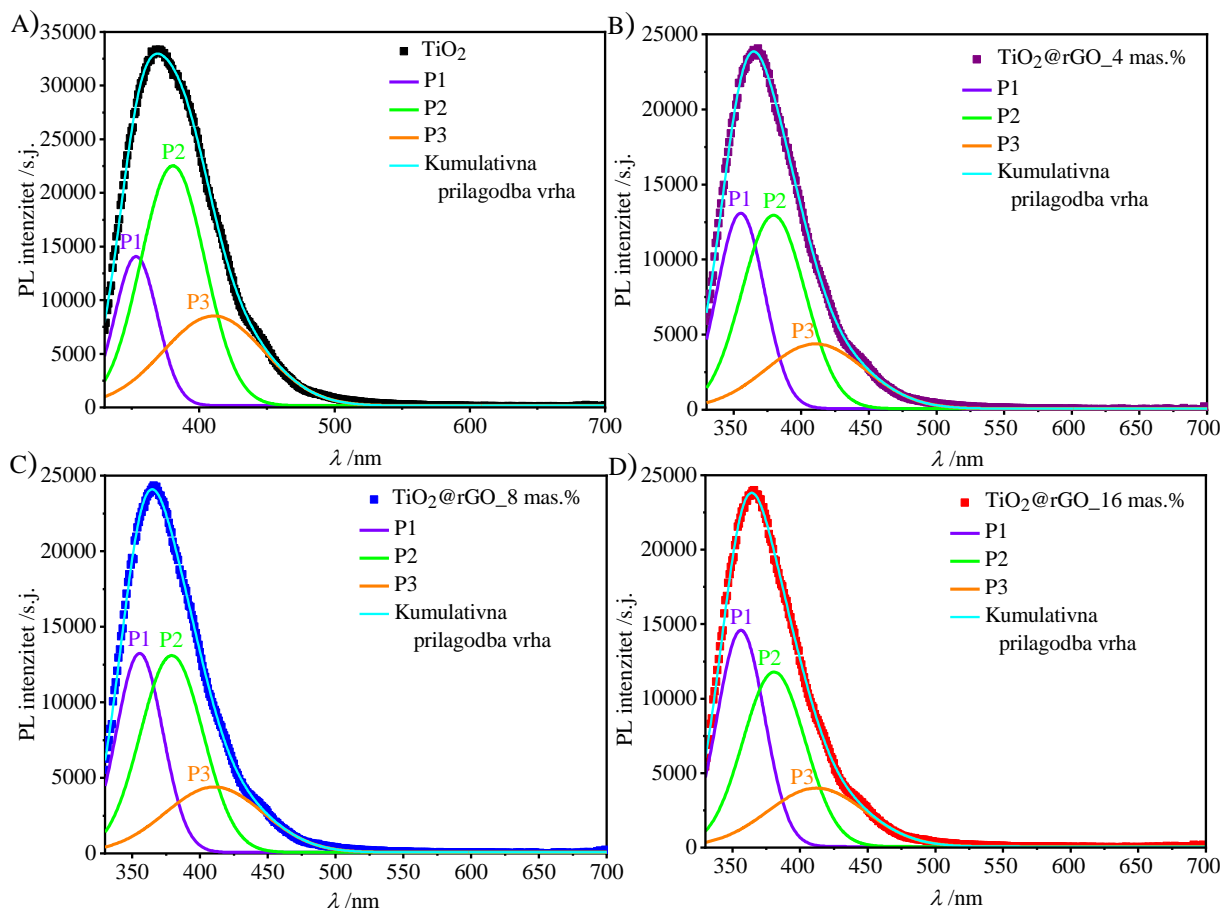 A)
35000
30000
25000
20000
15000
10000
5000
0
PL intenzitet /s.j.
TiO2
P1
P2
P3
Kumulativna
prilagodba vrha
P1
P2
P3
400
500
600
700
λ /nm
B)
25000
20000
15000
10000
5000
0
PL intenzitet /s.j.
TiO2@rGO_4 mas.%
P1
P2
P3
Kumulativna
prilagodba vrha
P1
P2
P3
350
400
450
500
550
600
650
700
λ /nm
C)
25000
20000
15000
10000
5000
0
PL intenzitet /s.j.
TiO2@rGO_8 mas.%
P1
P2
P3
Kumulativna
prilagodba vrha
P1
P2
P3
350
400
450
500
550
600
650
700
λ /nm
D)
25000
20000
15000
10000
5000
0
PL intenzitet /s.j.
TiO2@rGO_16 mas.%
P1
P2
P3
Kumulativna
prilagodba vrha
P1
P2
P3
350
400
450
500
550
600
650
700
λ /nm